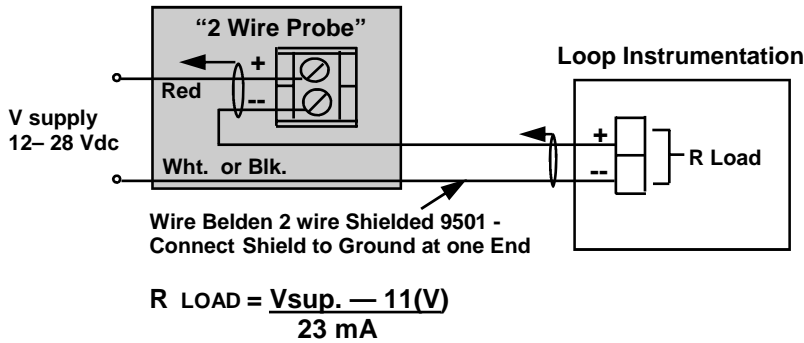 “2 Wire Probe”
Loop Instrumentation
+
Red
--
V supply
12– 28 Vdc
+
R Load
--
Wht. or Blk.
Wire Belden 2 wire Shielded 9501 -
Connect Shield to Ground at one End
R LOAD = Vsup. — 11(V)
23 mA